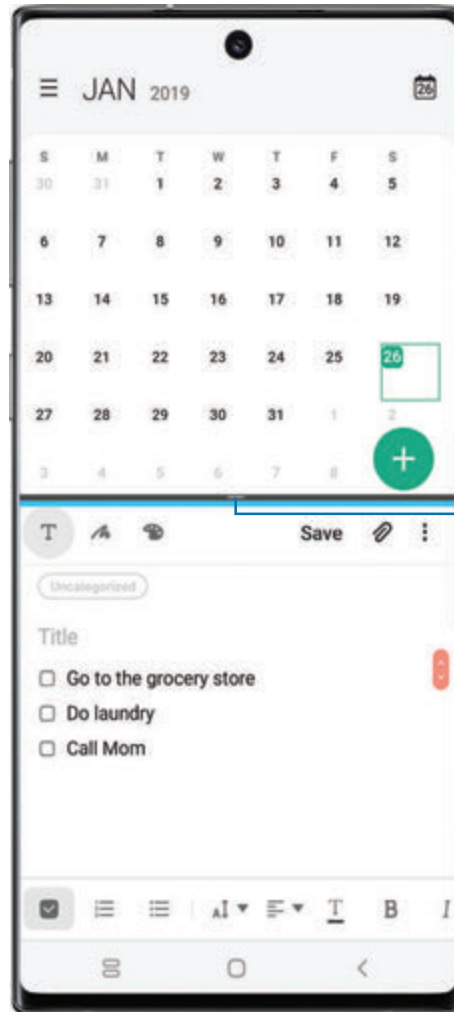 JAN 2019 26
S M T W T F S
30 31 1 2 3 4 5
6 7 8 9 10 11 12
13 14 15 16 17 18 19
20 21 22 23 24 25 26
27 28 29 30 31 1 2
3 4 5 6 7 8
T Save
Uncategorized
Title
Go to the grocery store
Do laundry
Call Mom
AI T B I